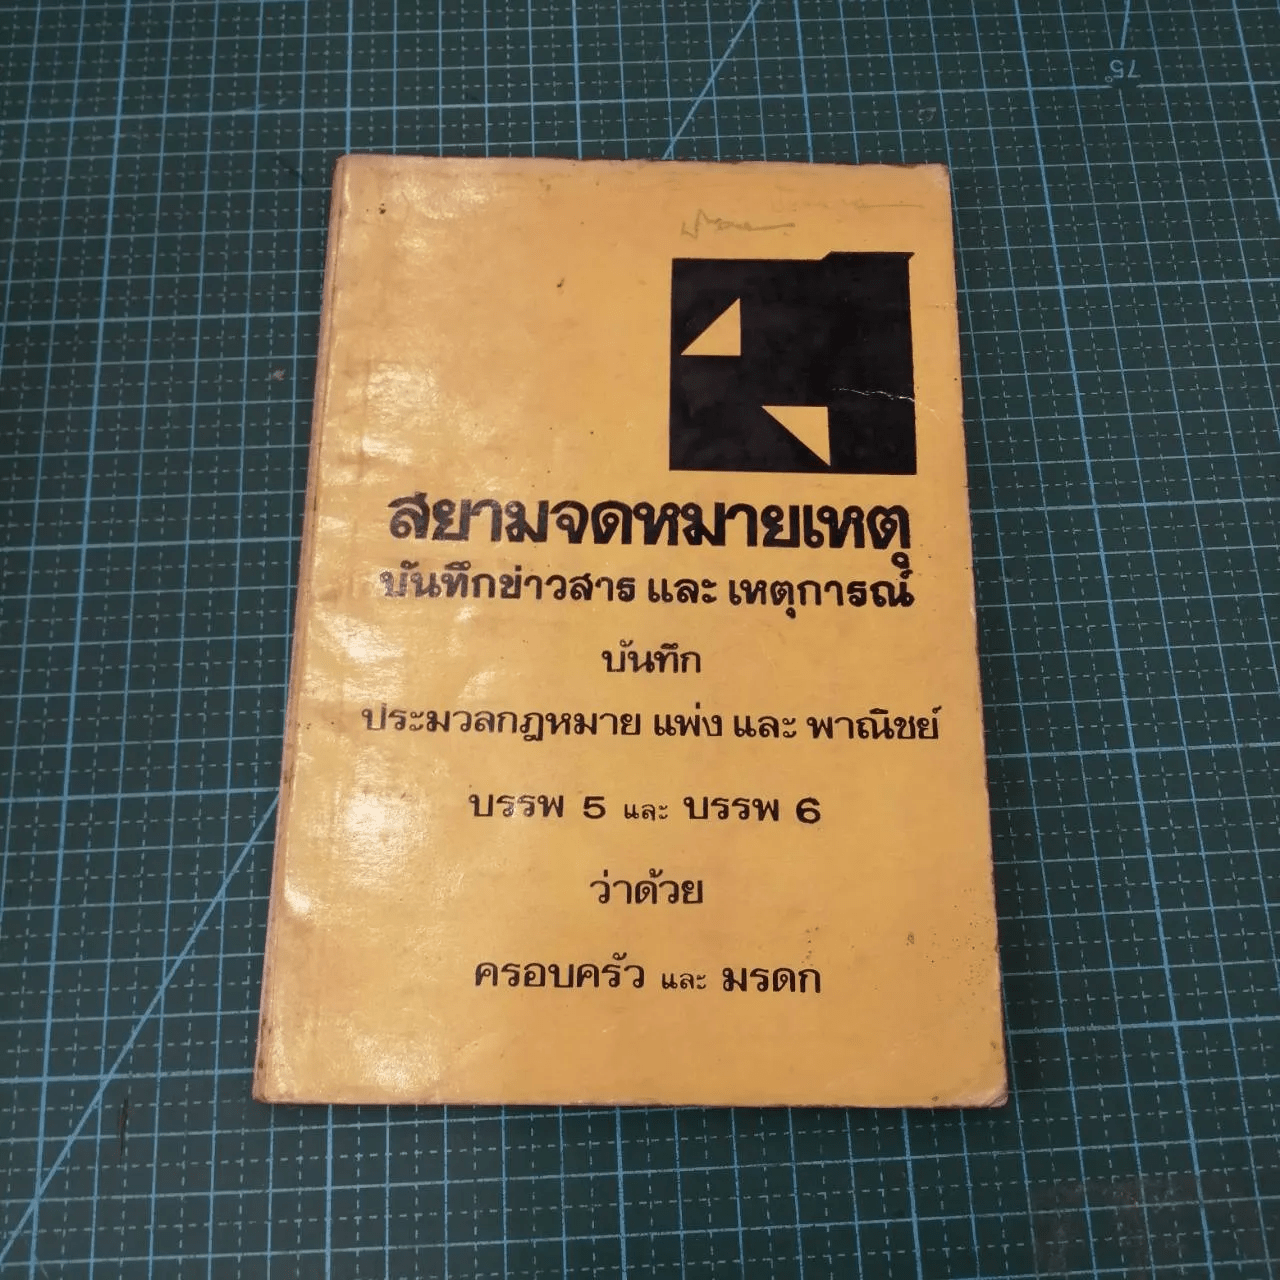 75°
สยามจดหมายเหตุ
บันทึกข่าวสาร และ เหตุการณ์
บันทึก
ประมวลกฎหมาย แพ่ง และ พาณิชย์
บรรพ 5 และ บรรพ 6
ว่าด้วย
ครอบครัว และ มรดก